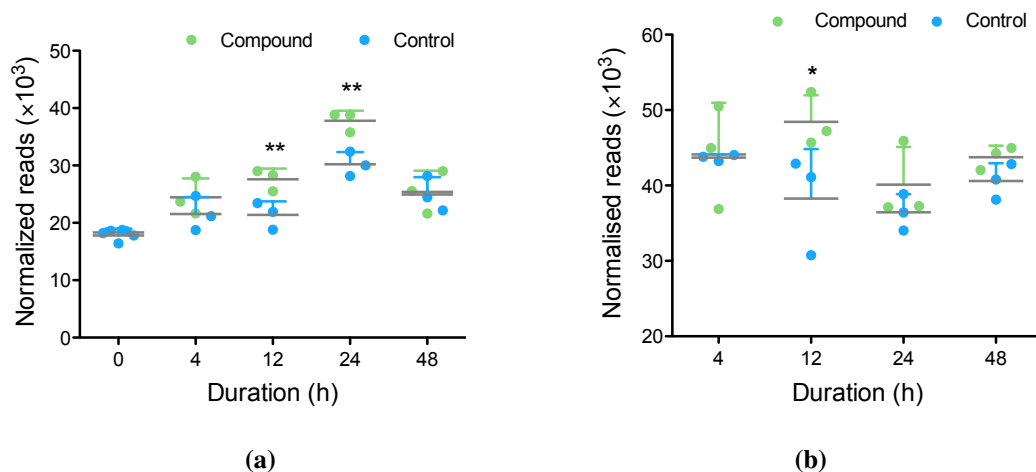 Compound Control
Normalized reads (×10³)
50
40
30
20
10
0
**
**
0 4 12 24 48
Duration (h)
(a)
Compound Control
Normalised reads (×10³)
60
50
40
30
20
*
4 12 24 48
Duration (h)
(b)